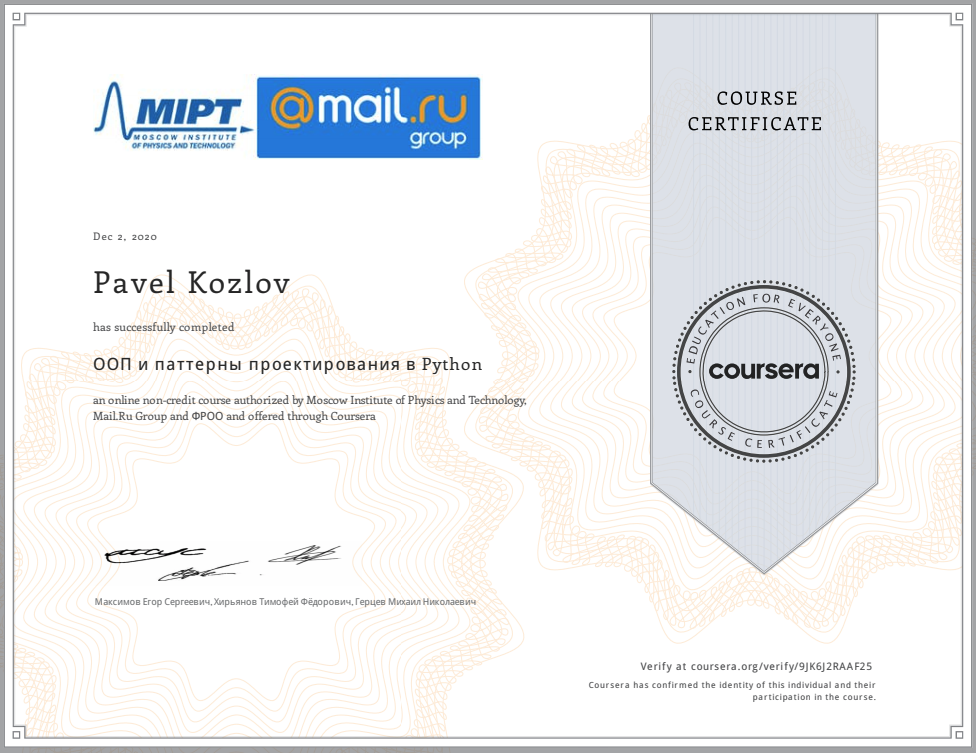 MIPT
MOSCOW INSTITUTE
OF PHYSICS AND TECHNOLOGY
@mail.ru
group
COURSE
CERTIFICATE
Dec 2, 2020
Pavel Kozlov
has successfully completed
ООП и паттерны проектирования в Python
an online non-credit course authorized by Moscow Institute of Physics and Technology,
Mail.Ru Group and ФРОО and offered through Coursera
EDUCATION FOR EVERYONE
coursera
COURSE CERTIFICATE
Максимов Егор Сергеевич, Хирьянов Тимофей Фёдорович, Герцев Михаил Николаевич
Verify at coursera.org/verify/9JK6J2RAAF25
Coursera has confirmed the identity of this individual and their
participation in the course.